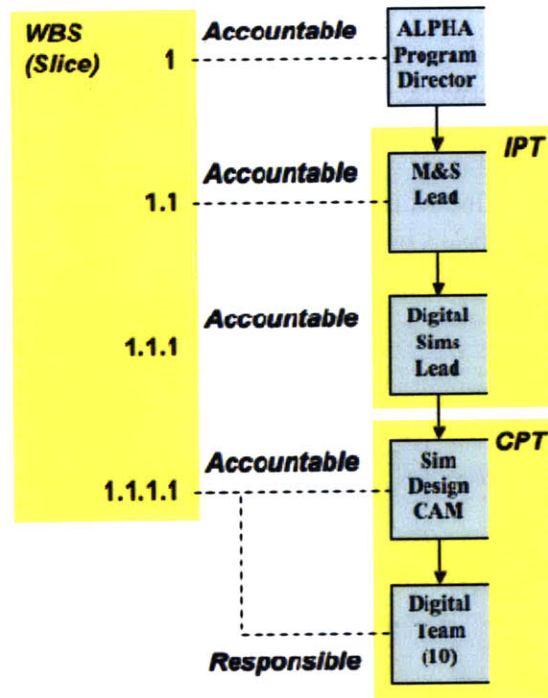 WBS
(Slice)
1
Accountable
ALPHA
Program
Director
IPT
1.1
Accountable
M&S
Lead
1.1.1
Accountable
Digital
Sims
Lead
CPT
1.1.1.1
Accountable
Sim
Design
CAM
Responsible
Digital
Team
(10)